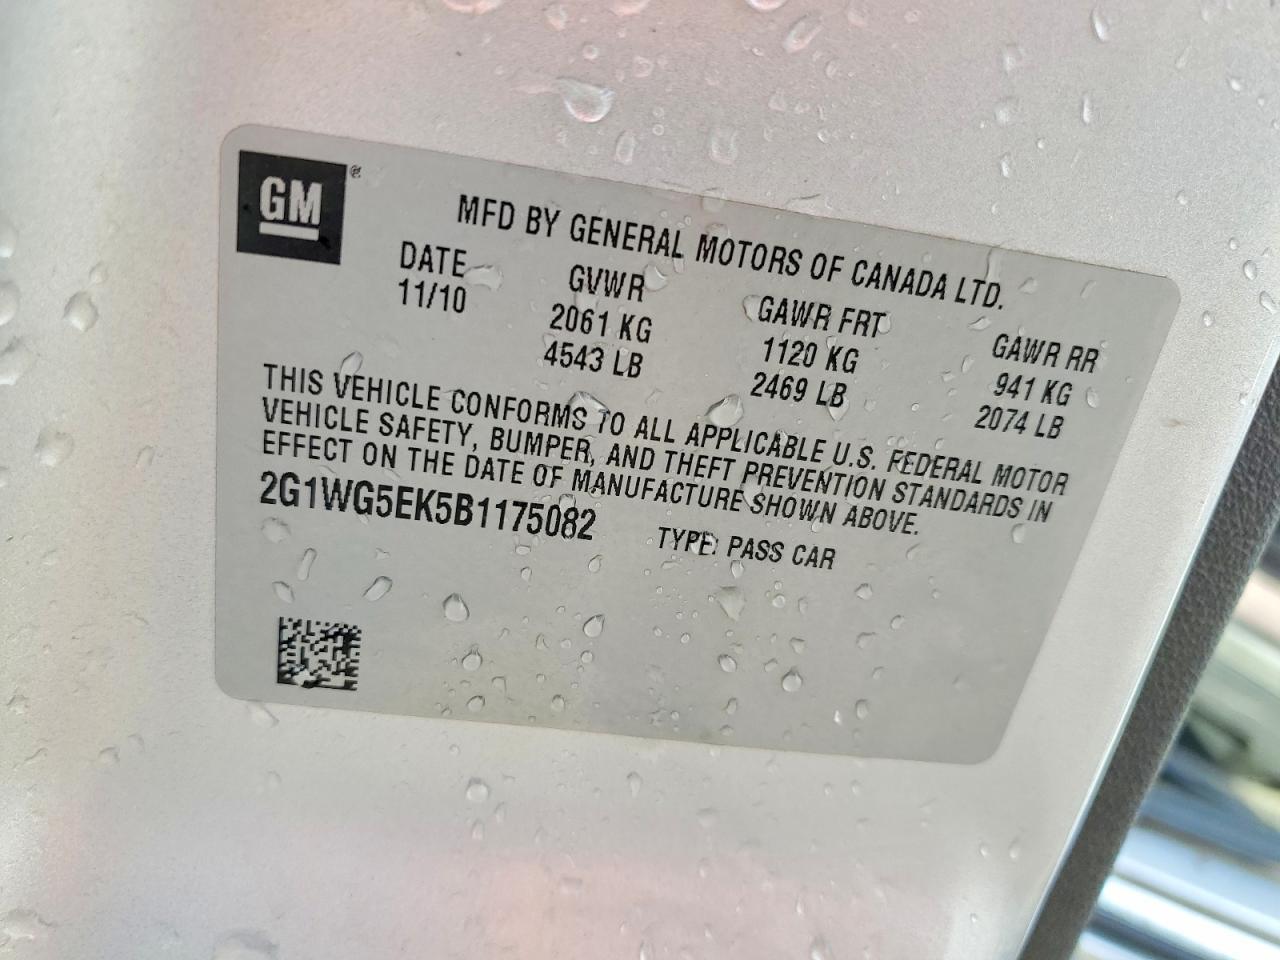 GM®
MFD BY GENERAL MOTORS OF CANADA LTD.
DATE GVWR GAWR FRT GAWR RR
11/10 2061 KG 1120 KG 941 KG
4543 LB 2469 LB 2074 LB
THIS VEHICLE CONFORMS TO ALL APPLICABLE U.S. FEDERAL MOTOR
VEHICLE SAFETY, BUMPER, AND THEFT PREVENTION STANDARDS IN
EFFECT ON THE DATE OF MANUFACTURE SHOWN ABOVE.
2G1WG5EK5B1175082 TYPE: PASS CAR